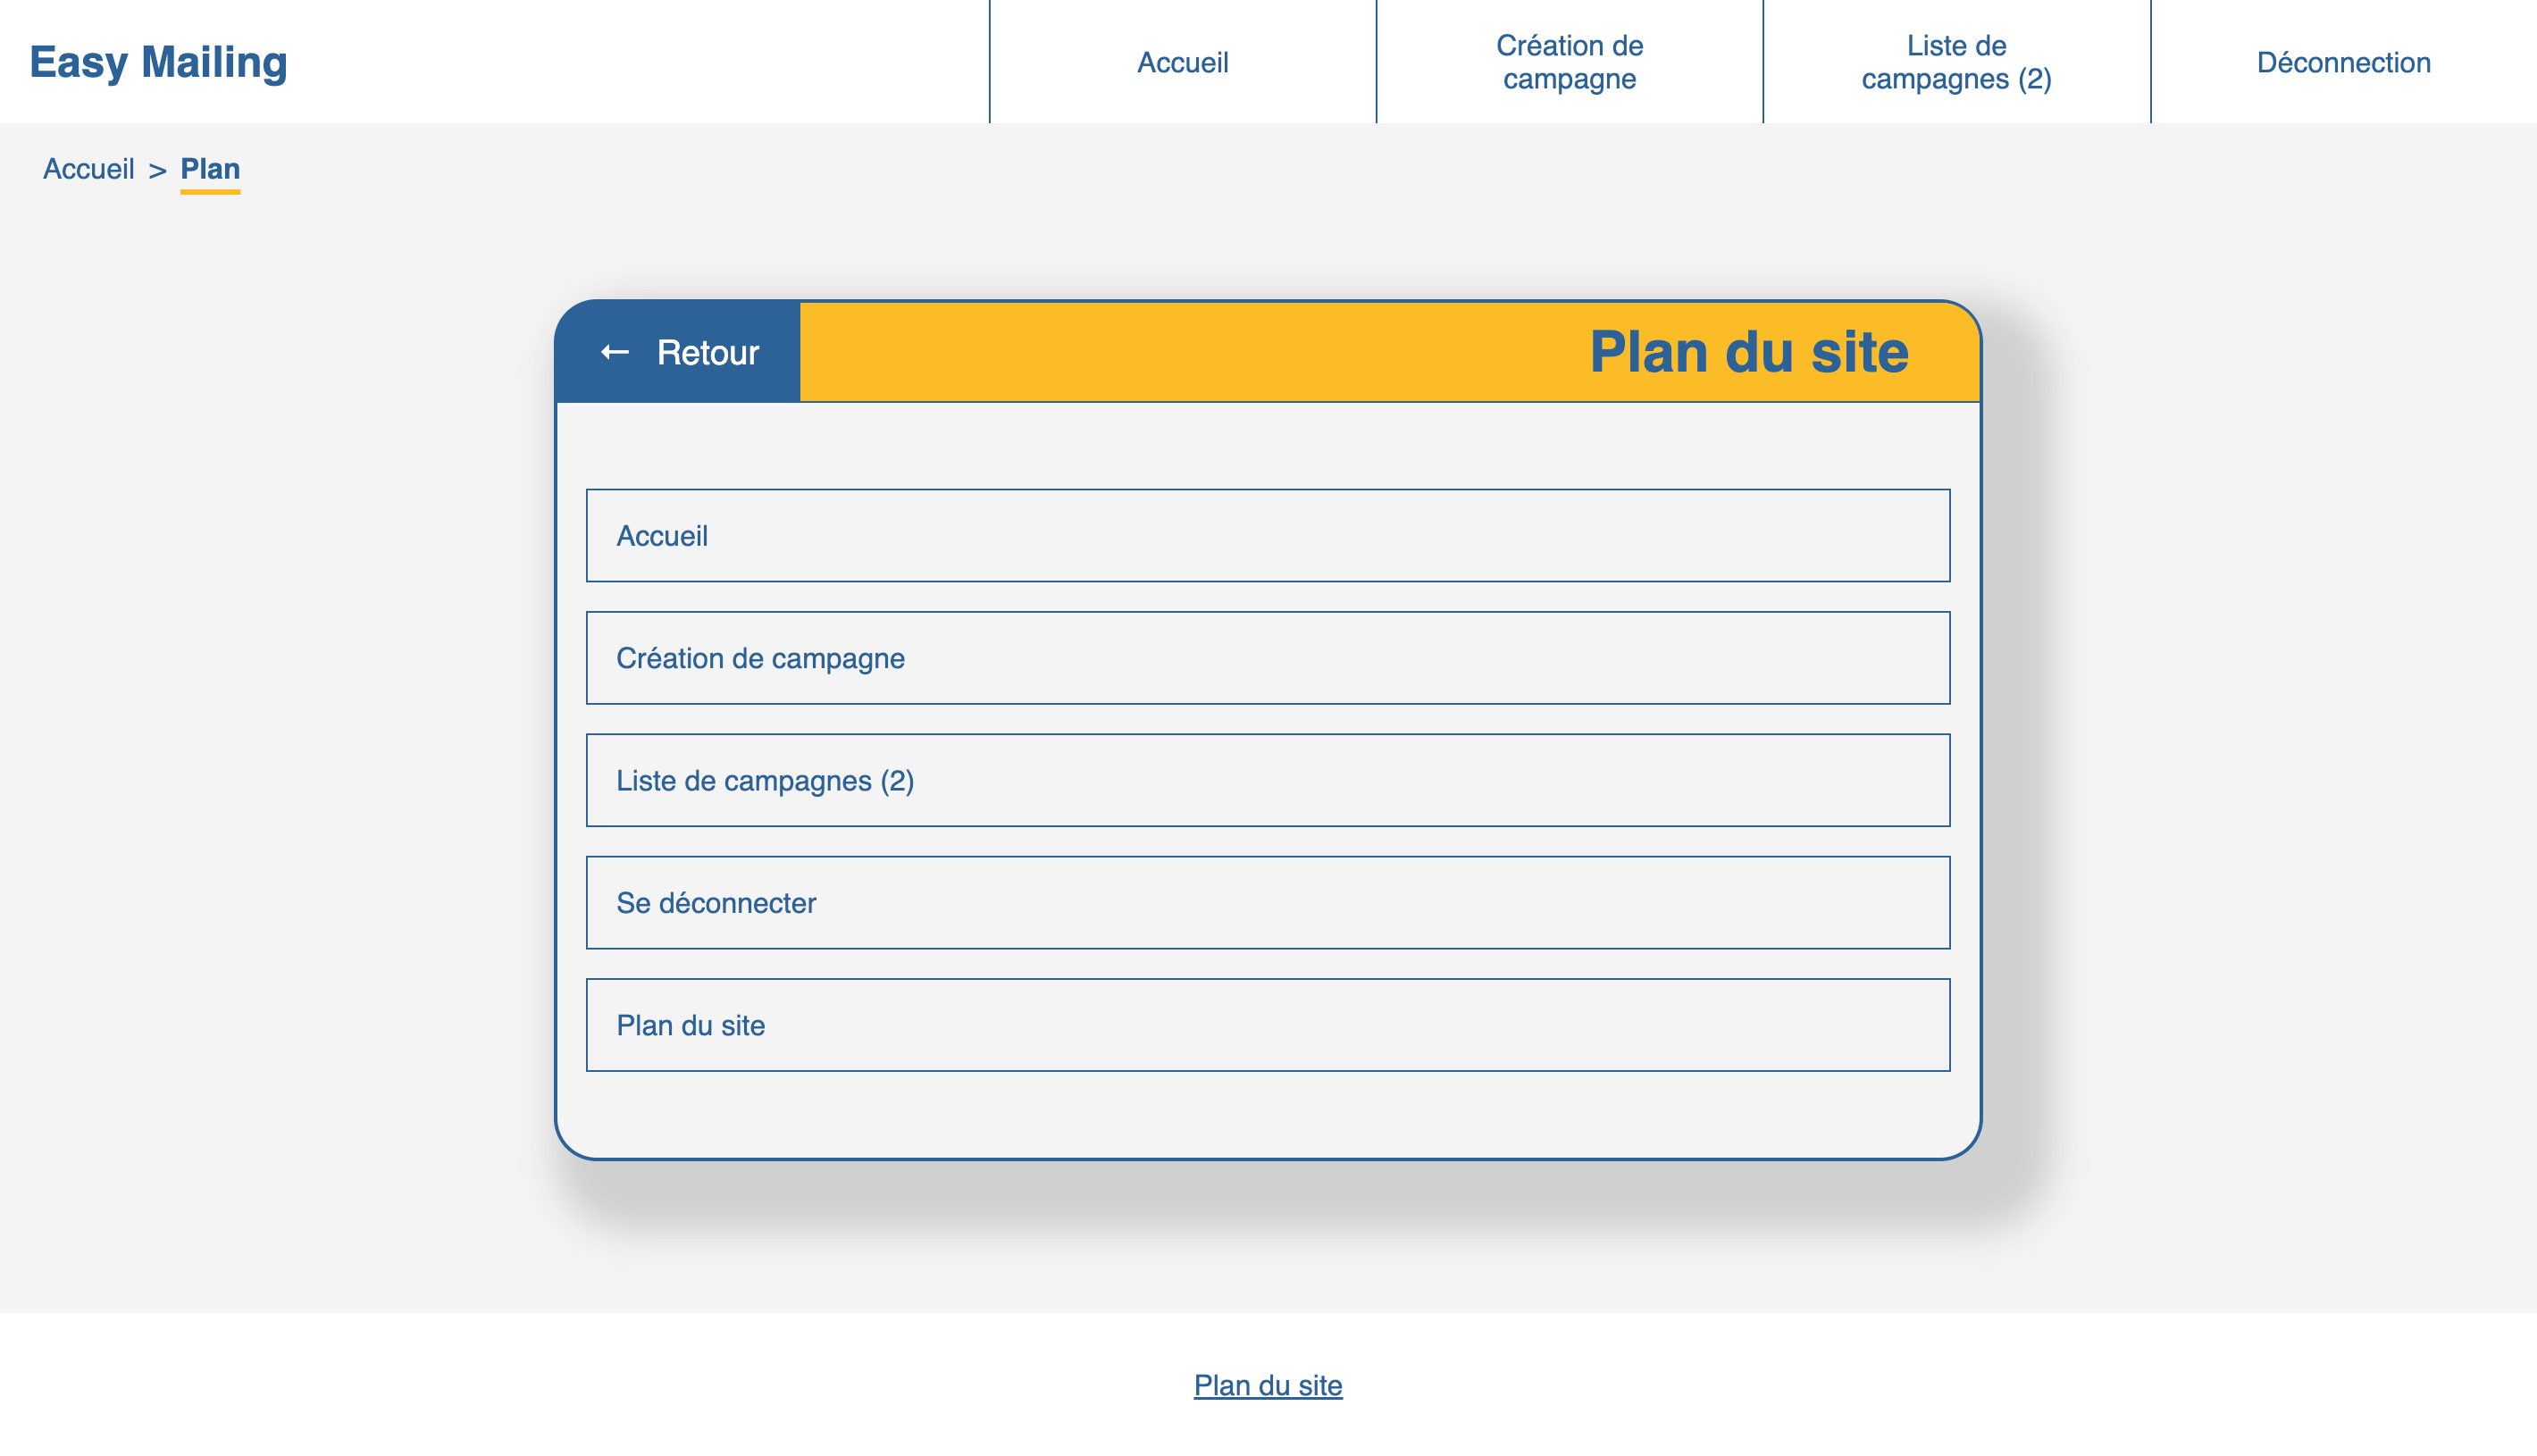 Easy Mailing
Accueil
Création de
campagne
Liste de
campagnes (2)
Déconnection
Accueil > Plan
← Retour
Plan du site
Accueil
Création de campagne
Liste de campagnes (2)
Se déconnecter
Plan du site
Plan du site